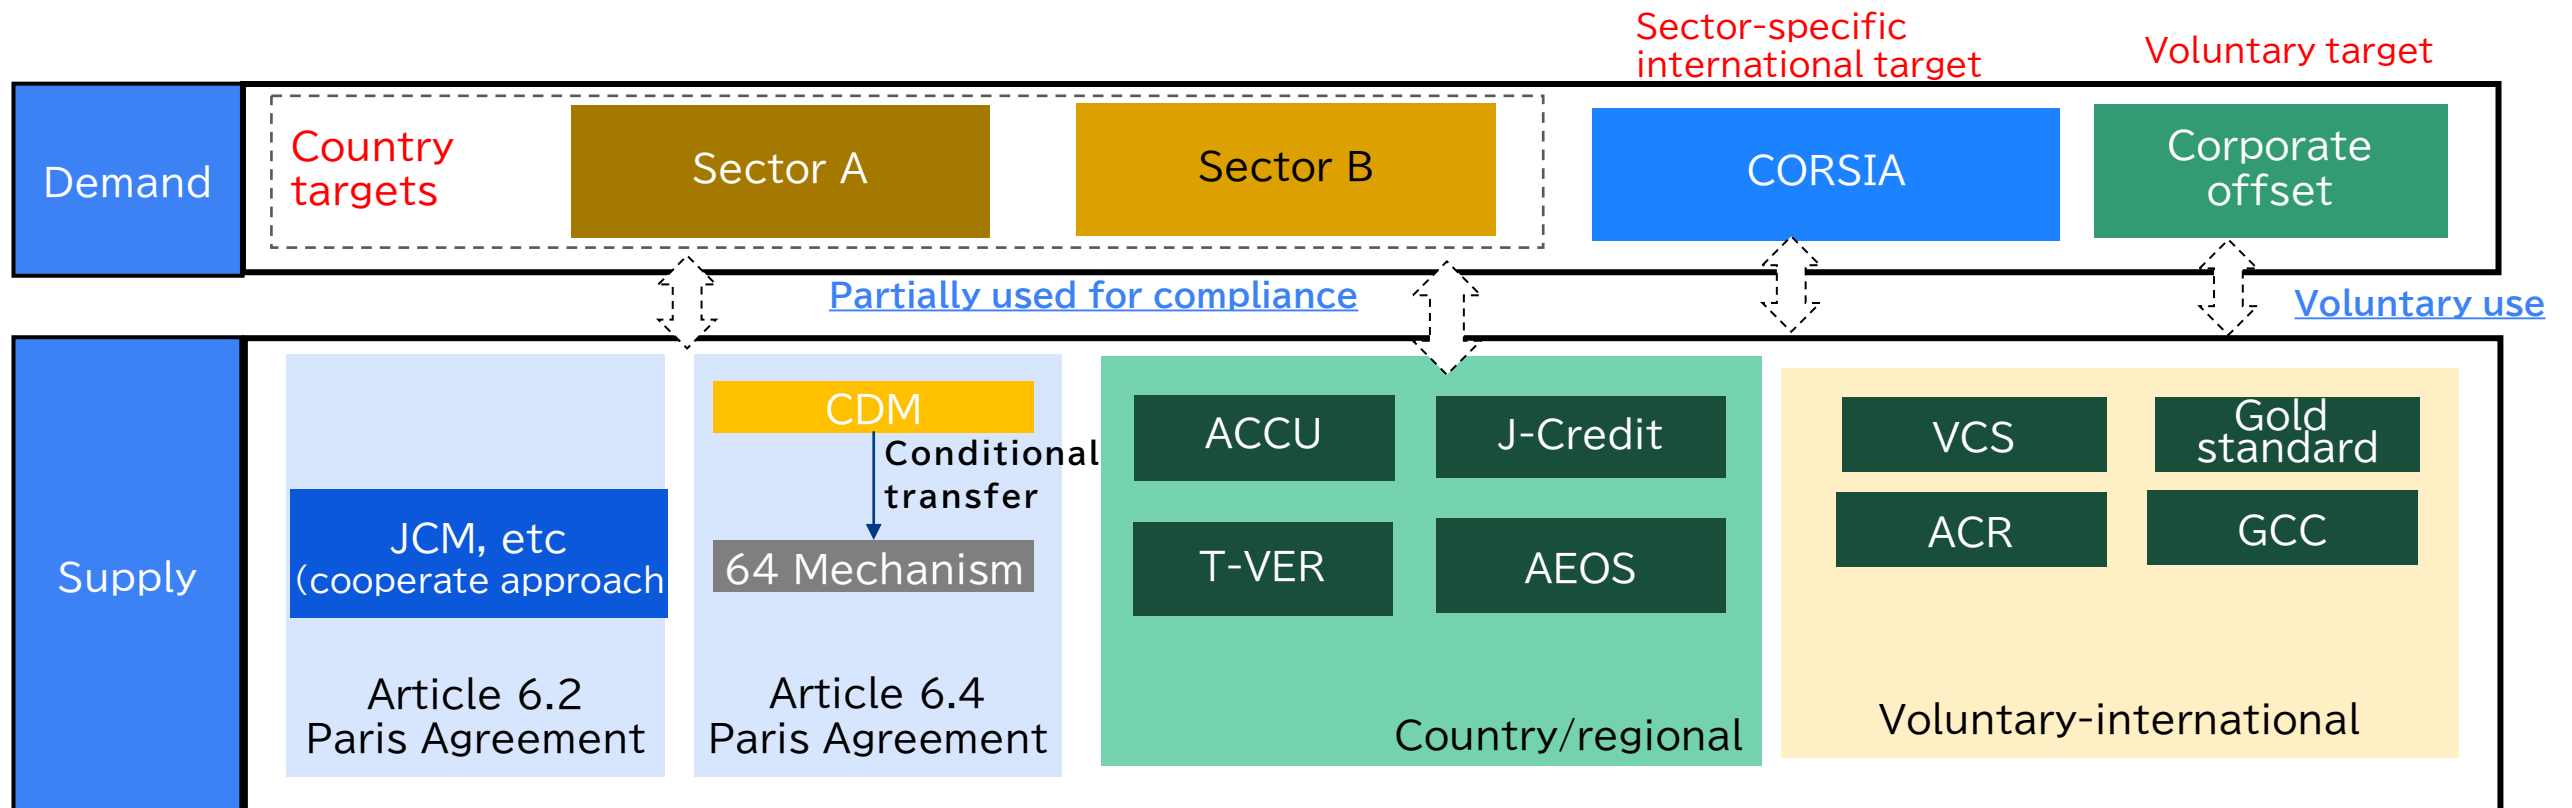 Sector-specific
international target
Voluntary target
Demand
Country
targets
Sector A
Sector B
CORSIA
Corporate
offset
Partially used for compliance
Voluntary use
Supply
CDM
Conditional
transfer
64 Mechanism
JCM, etc
(cooperate approach
Article 6.2
Paris Agreement
Article 6.4
Paris Agreement
ACCU
J-Credit
T-VER
AEOS
Country/regional
VCS
Gold
standard
ACR
GCC
Voluntary-international